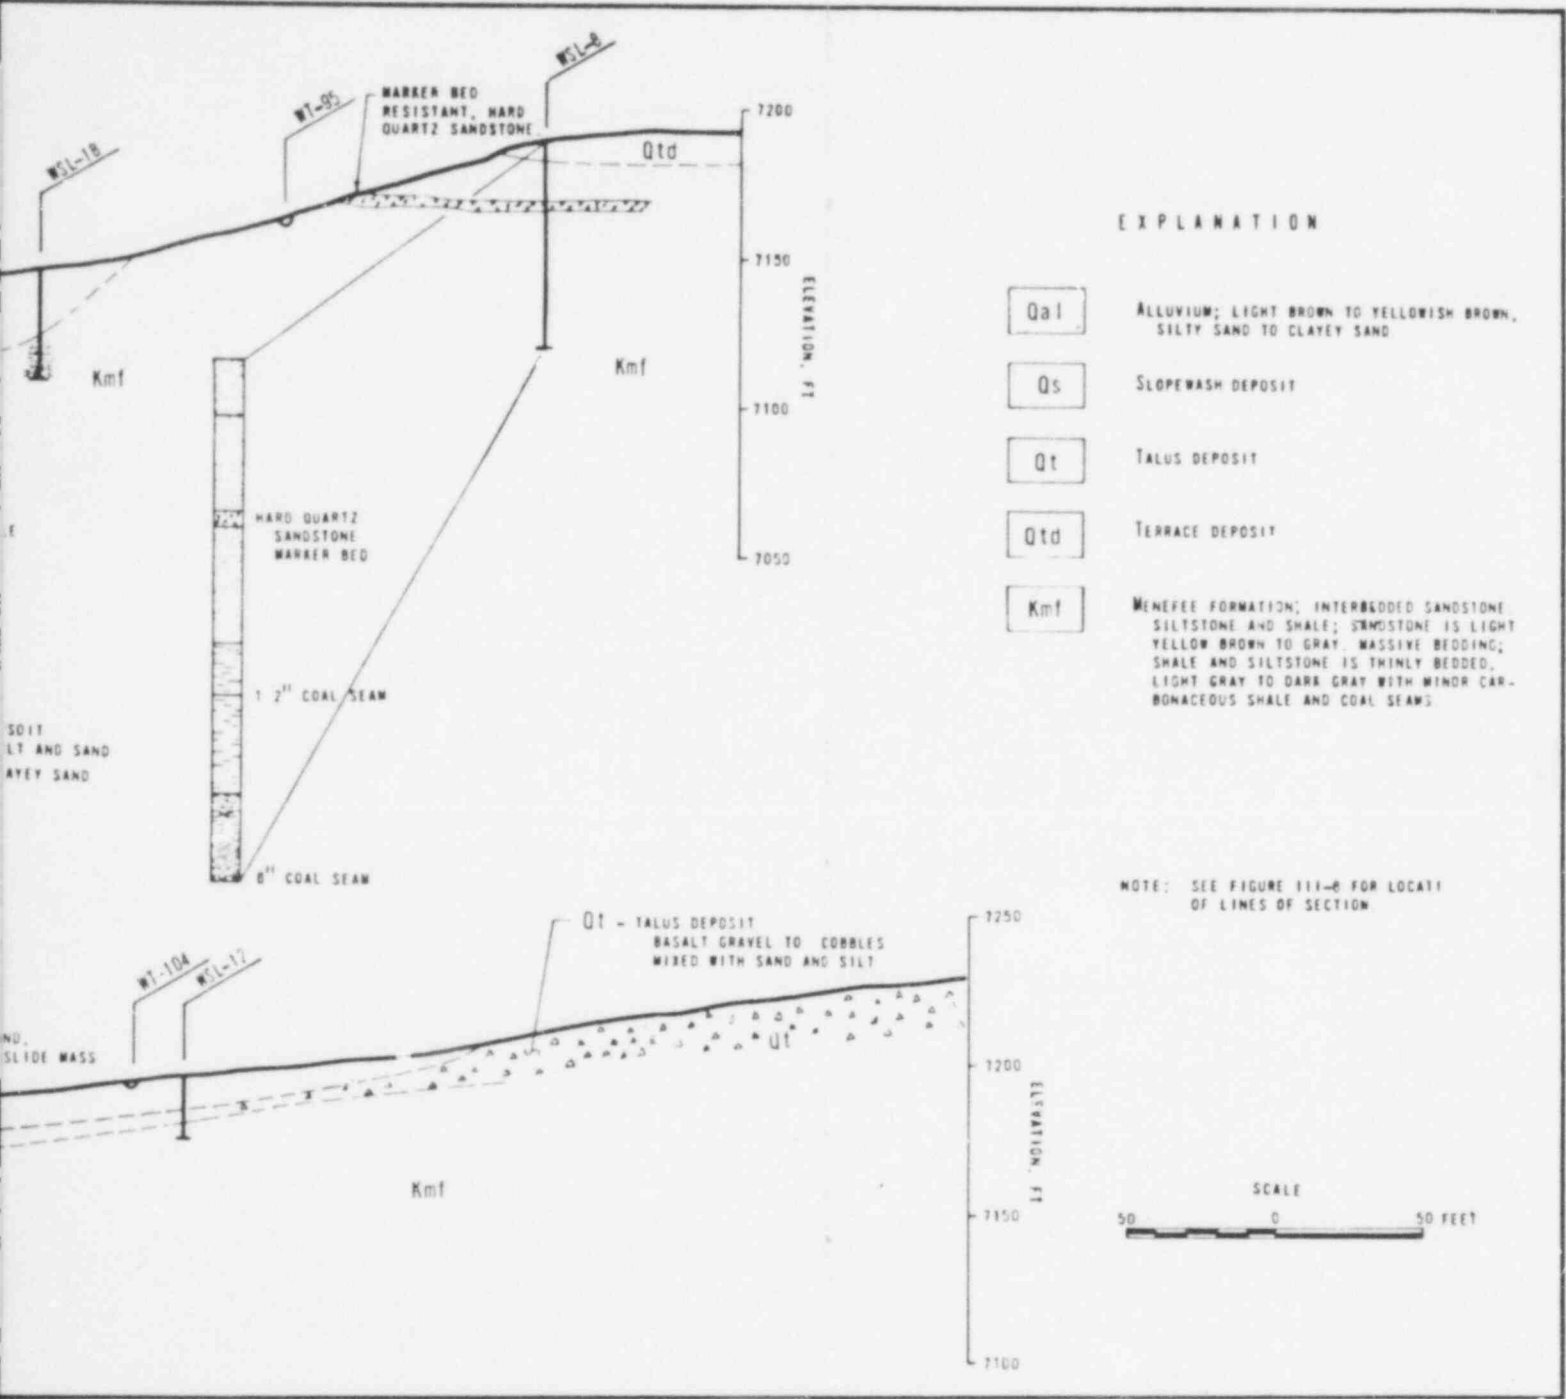 WSL-8
WT-95
MARKER BED
RESISTANT, HARD
QUARTZ SANDSTONE
WSL-18
Qtd
7200
7150
7100
7050
ELEVATION, FT
Kmf
Kmf
HARD QUARTZ
SANDSTONE
MARKER BED
1 2" COAL SEAM
8" COAL SEAM
LE
SOIT
LT AND SAND
AYEY SAND
EXPLANATION
Qal
ALLUVIUM; LIGHT BROWN TO YELLOWISH BROWN,
SILTY SAND TO CLAYEY SAND
Qs
SLOPEWASH DEPOSIT
Qt
TALUS DEPOSIT
Qtd
TERRACE DEPOSIT
Kmf
MENEFEE FORMATION; INTERBEDDED SANDSTONE
SILTSTONE AND SHALE; SANDSTONE IS LIGHT
YELLOW BROWN TO GRAY, MASSIVE BEDDING;
SHALE AND SILTSTONE IS THINLY BEDDED,
LIGHT GRAY TO DARK GRAY WITH MINOR CAR-
BONACEOUS SHALE AND COAL SEAMS
NOTE: SEE FIGURE III-8 FOR LOCATI
OF LINES OF SECTION
WT-104
WSL-12
Qt - TALUS DEPOSIT
BASALT GRAVEL TO COBBLES
MIXED WITH SAND AND SILT
ND,
SLIDE MASS
Qt
Kmf
7250
7200
7150
7100
ELEVATION, FT
SCALE
50 0 50 FEET